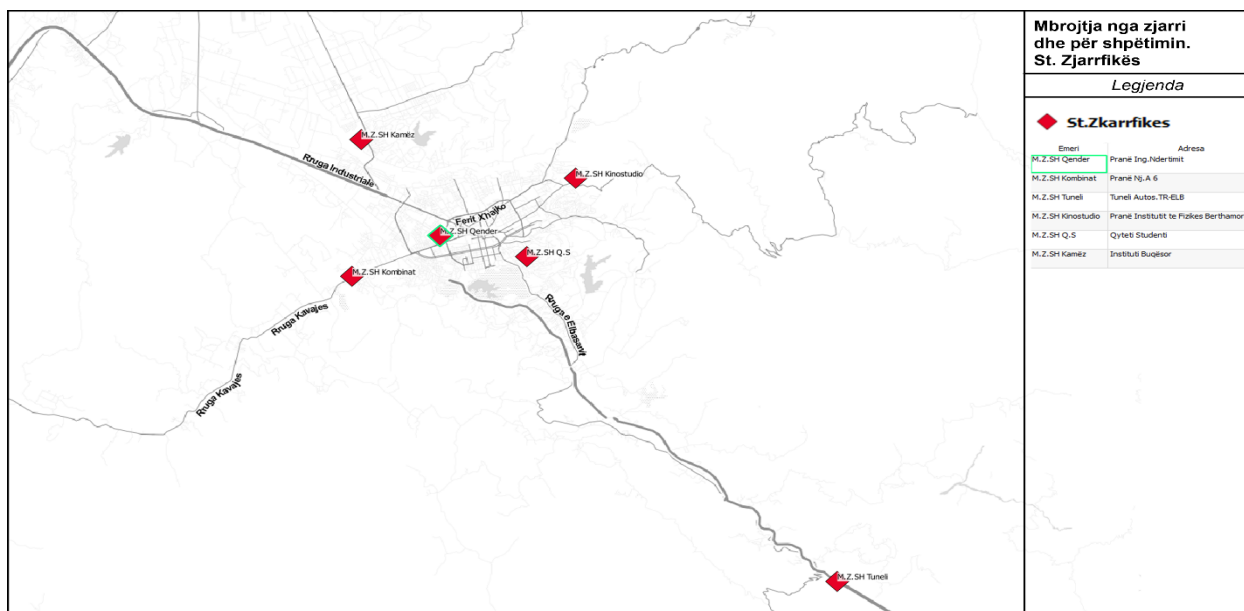 M.Z.SH Kamëz
Rruga Industriale
M.Z.SH Kinostudio
Ferit Xhajko
M.Z.SH Qender
M.Z.SH Q.S
M.Z.SH Kombinat
Rruga Kavajes
Rruga e Elbasanit
Rruga Kavajës
M.Z.SH Tuneli
Mbrojtja nga zjarri
dhe për shpëtimin.
St. Zjarrfikës
Legjenda
St.Zkarrfikes
Emeri Adresa
M.Z.SH Qender Pranë Ing.Ndertimit
M.Z.SH Kombinat Pranë Nj.A 6
M.Z.SH Tuneli Tuneli Autos.TR-ELB
M.Z.SH Kinostudio Pranë Institutit te Fizikes Berthamor
M.Z.SH Q.S Qyteti Studenti
M.Z.SH Kamëz Instituti Buqësor